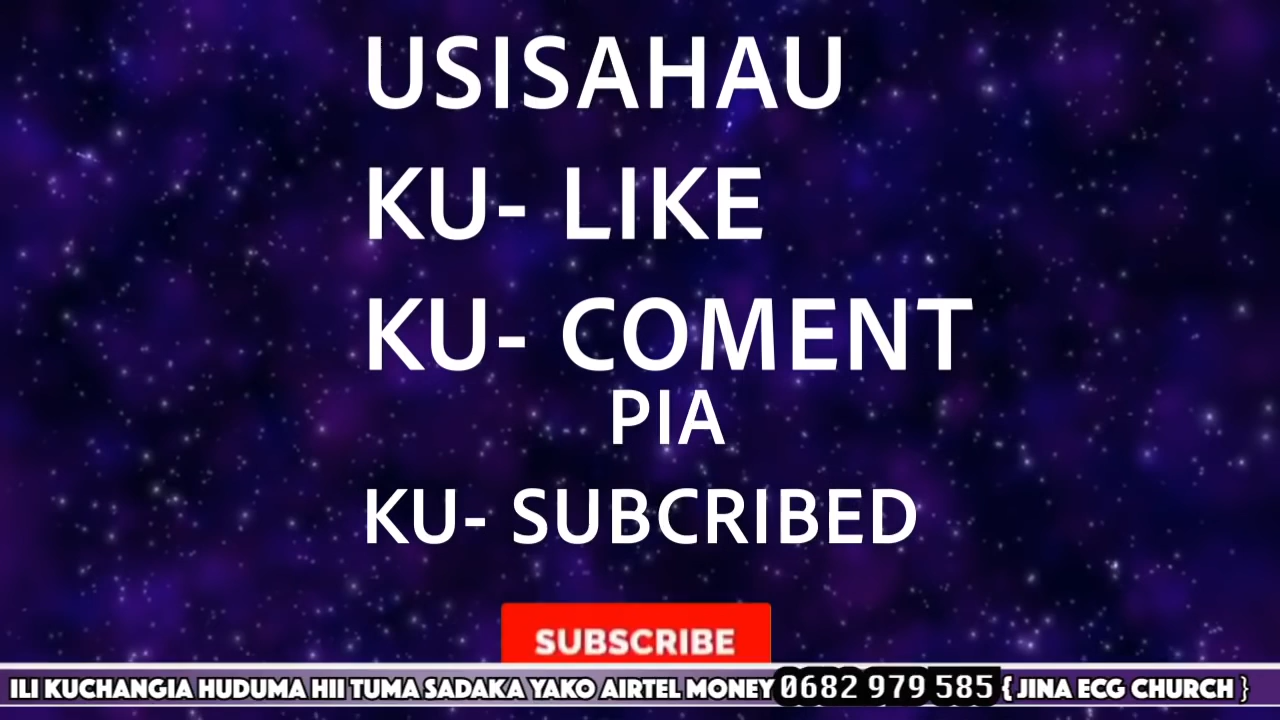 USISAHAU
KU- LIKE
KU- COMENT
PIA
KU- SUBCRIBED
SUBSCRIBE
ILI KUCHANGIA HUDUMA HII TUMA SADAKA YAKO AIRTEL MONEY 0682 979 585 { JINA ECG CHURCH }